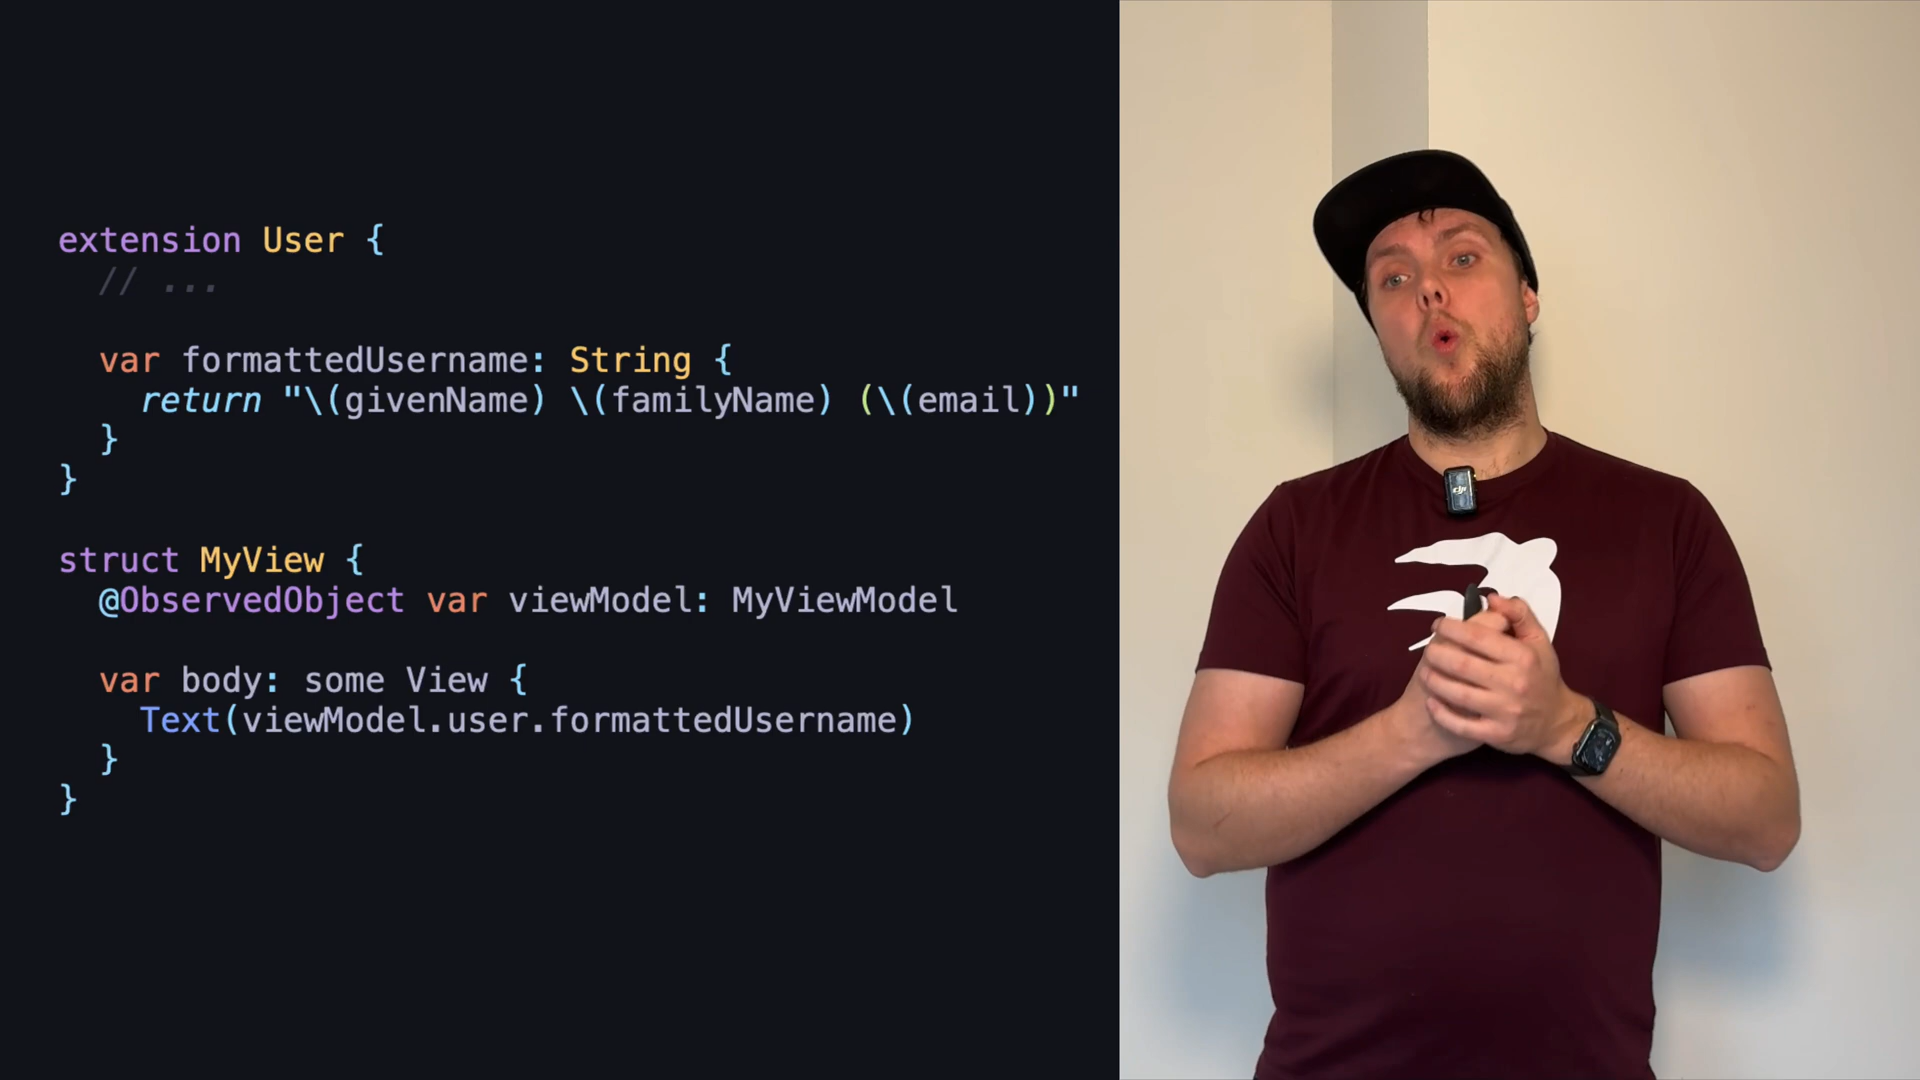 extension User {
// ...
var formattedUsername: String {
return "\(givenName) \(familyName) (\(email))"
}
}
struct MyView {
@ObservedObject var viewModel: MyViewModel
var body: some View {
Text(viewModel.user.formattedUsername)
}
}
dji